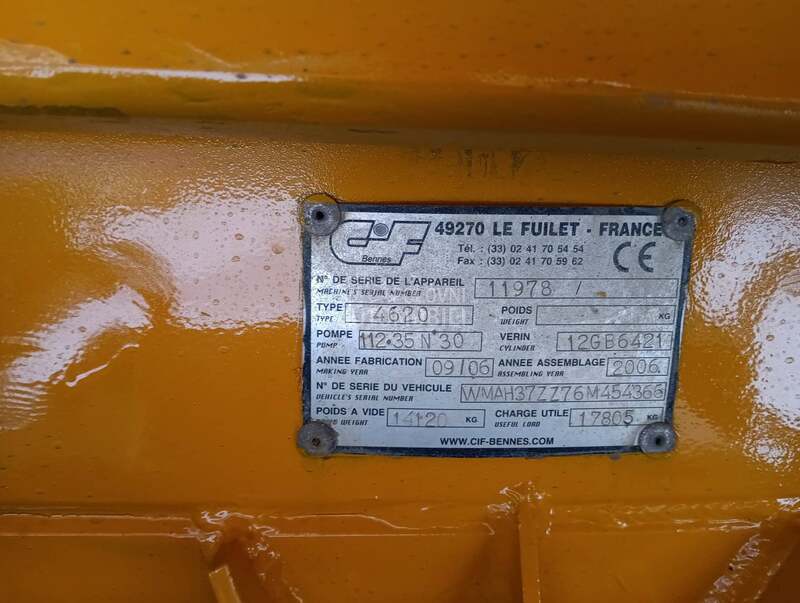 CIF
Bennes
49270 LE FUILET - FRANCE
Tél. : (33) 02 41 70 54 54
Fax : (33) 02 41 70 59 62
CE
N° DE SERIE DE L'APPAREIL 11978 /
MACHINE'S SERIAL NUMBER
TYPE 4620 POIDS KG
TYPE WEIGHT
POMPE 112·35 N°30 VERIN 12GB6421
PUMP CYLINDER
ANNEE FABRICATION 09/06 ANNEE ASSEMBLAGE 2006
MAKING YEAR ASSEMBLING YEAR
N° DE SERIE DU VEHICULE WMAH37ZZ76M454366
VEHICLE'S SERIAL NUMBER
POIDS A VIDE 14120 KG CHARGE UTILE 17805 KG
WEIGHT USEFUL LOAD
WWW.CIF-BENNES.COM